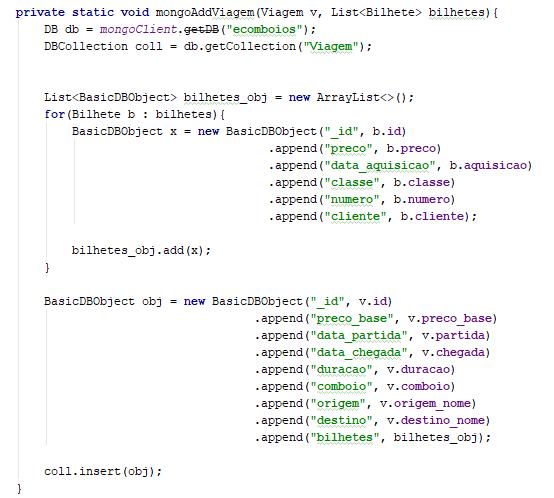 private static void mongoAddViagem(Viagem v, List<Bilhete> bilhetes){
DB db = mongoClient.getDB("ecomboios");
DBCollection coll = db.getCollection("Viagem");
List<BasicDBObject> bilhetes_obj = new ArrayList<>();
for(Bilhete b : bilhetes){
BasicDBObject x = new BasicDBObject("_id", b.id)
.append("preco", b.preco)
.append("data_aquisicao", b.aquisicao)
.append("classe", b.classe)
.append("numero", b.numero)
.append("cliente", b.cliente);
bilhetes_obj.add(x);
}
BasicDBObject obj = new BasicDBObject("_id", v.id)
.append("preco_base", v.preco_base)
.append("data_partida", v.partida)
.append("data_chegada", v.chegada)
.append("duracao", v.duracao)
.append("comboio", v.comboio)
.append("origem", v.origem_nome)
.append("destino", v.destino_nome)
.append("bilhetes", bilhetes_obj);
coll.insert(obj);
}